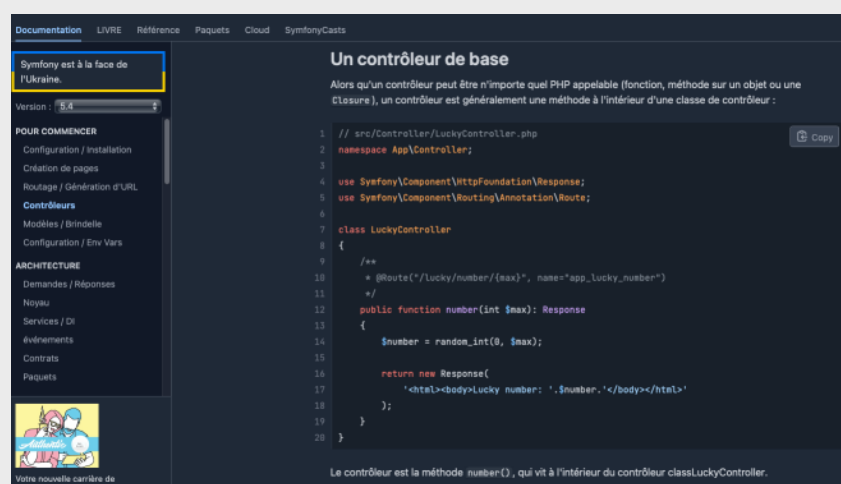 Documentation LIVRE Référence Paquets Cloud SymfonyCasts
Symfony est à la face de
l'Ukraine.
Version : 5.4
POUR COMMENCER
Configuration / Installation
Création de pages
Routage / Génération d'URL
Contrôleurs
Modèles / Brindelle
Configuration / Env Vars
ARCHITECTURE
Demandes / Réponses
Noyau
Services / DI
événements
Contrats
Paquets
Authentic
Votre nouvelle carrière de
Un contrôleur de base
Alors qu'un contrôleur peut être n'importe quel PHP appelable (fonction, méthode sur un objet ou une
Closure), un contrôleur est généralement une méthode à l'intérieur d'une classe de contrôleur :
Copy
1 // src/Controller/LuckyController.php
2 namespace App\Controller;
3
4 use Symfony\Component\HttpFoundation\Response;
5 use Symfony\Component\Routing\Annotation\Route;
6
7 class LuckyController
8 {
9 /**
10 * @Route("/lucky/number/{max}", name="app_lucky_number")
11 */
12 public function number(int $max): Response
13 {
14 $number = random_int(0, $max);
15
16 return new Response(
17 '<html><body>Lucky number: '.$number.'</body></html>'
18 );
19 }
20 }
Le contrôleur est la méthode number(), qui vit à l'intérieur du contrôleur classLuckyController.